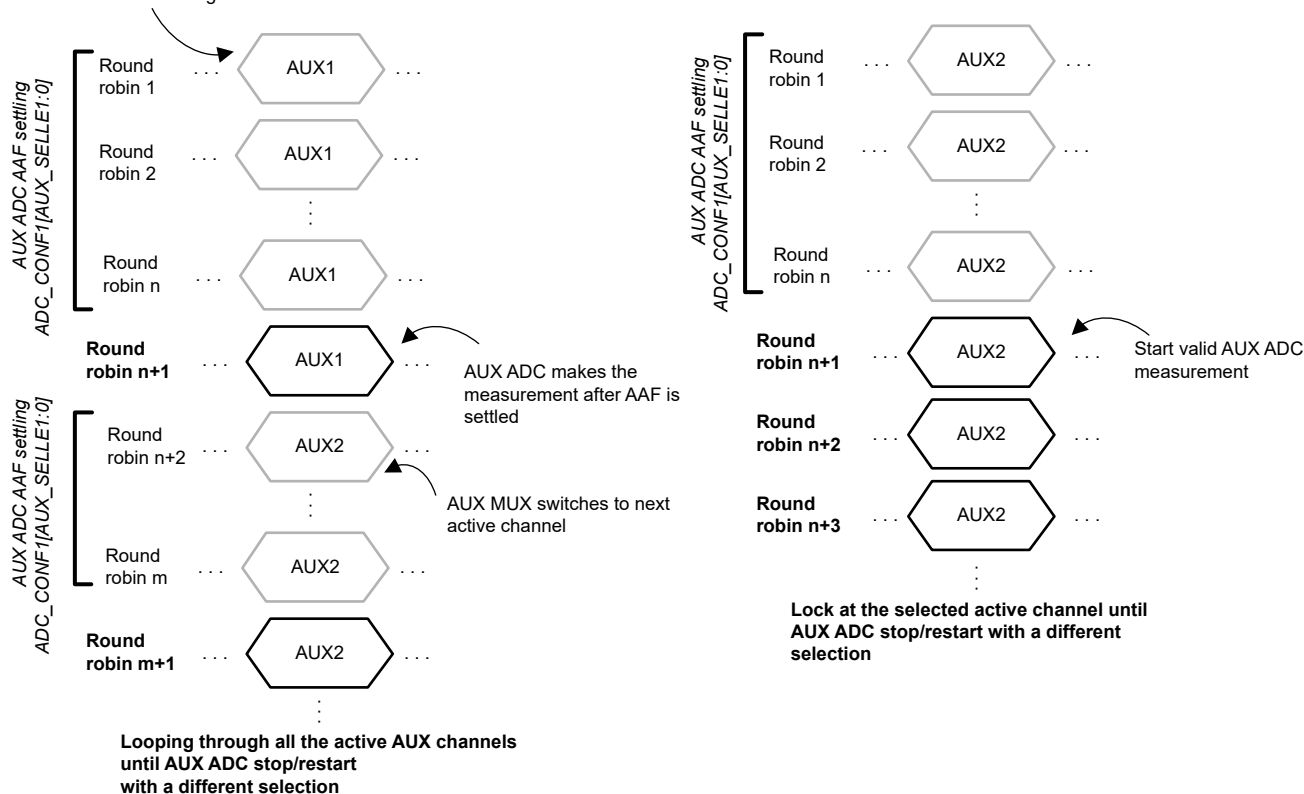 AUX ADC AAF settling
ADC_CONF1[AUX_SELLE1:0]
Round
robin 1
. . .
AUX1
. . .
Round
robin 2
. . .
AUX1
. . .
Round
robin n
. . .
AUX1
. . .
Round
robin n+1
. . .
AUX1
. . .
AUX ADC makes the
measurement after AAF is
settled
AUX ADC AAF settling
ADC_CONF1[AUX_SELLE1:0]
Round
robin n+2
. . .
AUX2
. . .
AUX MUX switches to next
active channel
Round
robin m
. . .
AUX2
. . .
Round
robin m+1
. . .
AUX2
. . .
Looping through all the active AUX channels
until AUX ADC stop/restart
with a different selection
AUX ADC AAF settling
ADC_CONF1[AUX_SELLE1:0]
Round
robin 1
. . .
AUX2
. . .
Round
robin 2
. . .
AUX2
. . .
Round
robin n
. . .
AUX2
. . .
Round
robin n+1
. . .
AUX2
. . .
Start valid AUX ADC
measurement
Round
robin n+2
. . .
AUX2
. . .
Round
robin n+3
. . .
AUX2
. . .
Lock at the selected active channel until
AUX ADC stop/restart with a different
selection